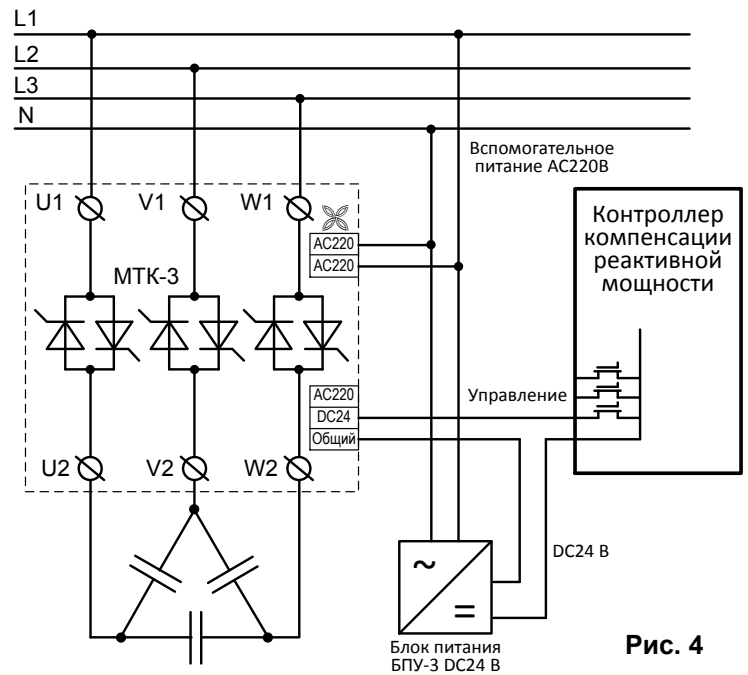 L1
L2
L3
N
Вспомогательное
питание AC220В
U1
V1
W1
AC220
AC220
МТК-3
Контроллер
компенсации
реактивной
мощности
Управление
AC220
DC24
Общий
U2
V2
W2
DC24 В
~
=
Блок питания
БПУ-3 DC24 В
Рис. 4